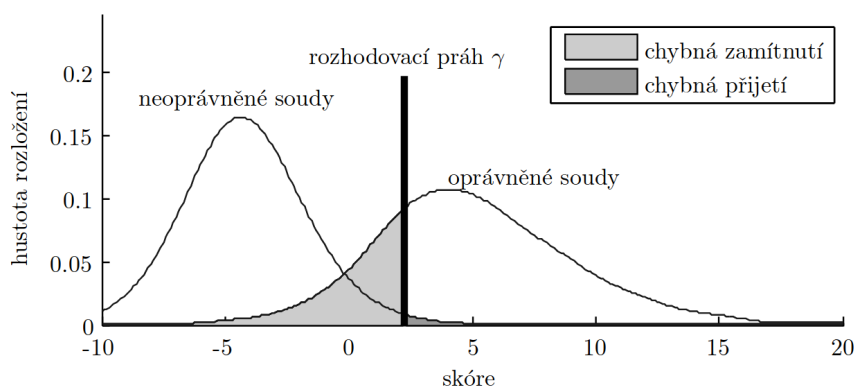 chybná zamítnutí
chybná přijetí
rozhodovací práh γ
neoprávněné soudy
oprávněné soudy
hustota rozložení
0.2
0.15
0.1
0.05
0
-10
-5
0
5
10
15
20
skóre